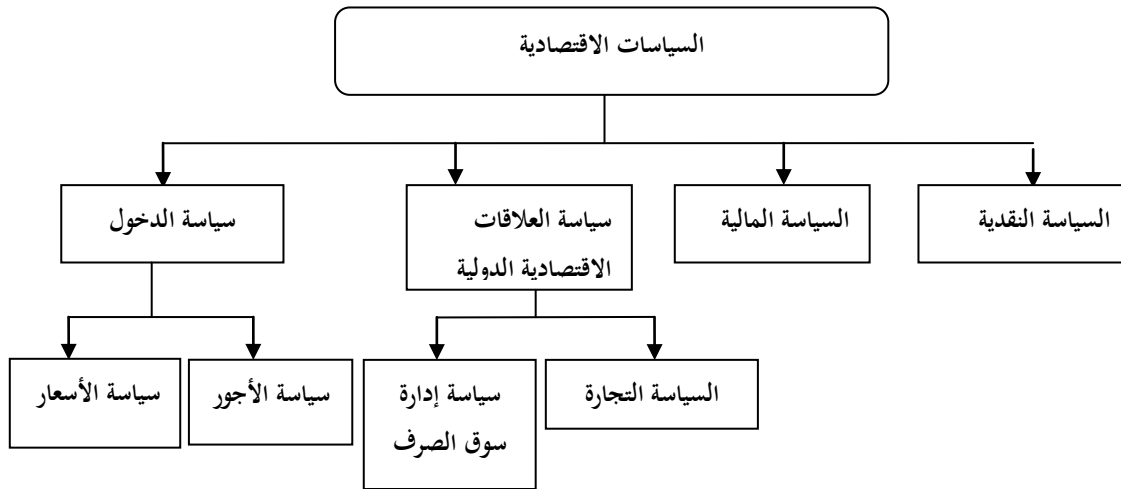 السياسات الاقتصادية
السياسة النقدية
السياسة المالية
سياسة العلاقات
الاقتصادية الدولية
سياسة الدخول
السياسة التجارة
سياسة إدارة
سوق الصرف
سياسة الأجور
سياسة الأسعار